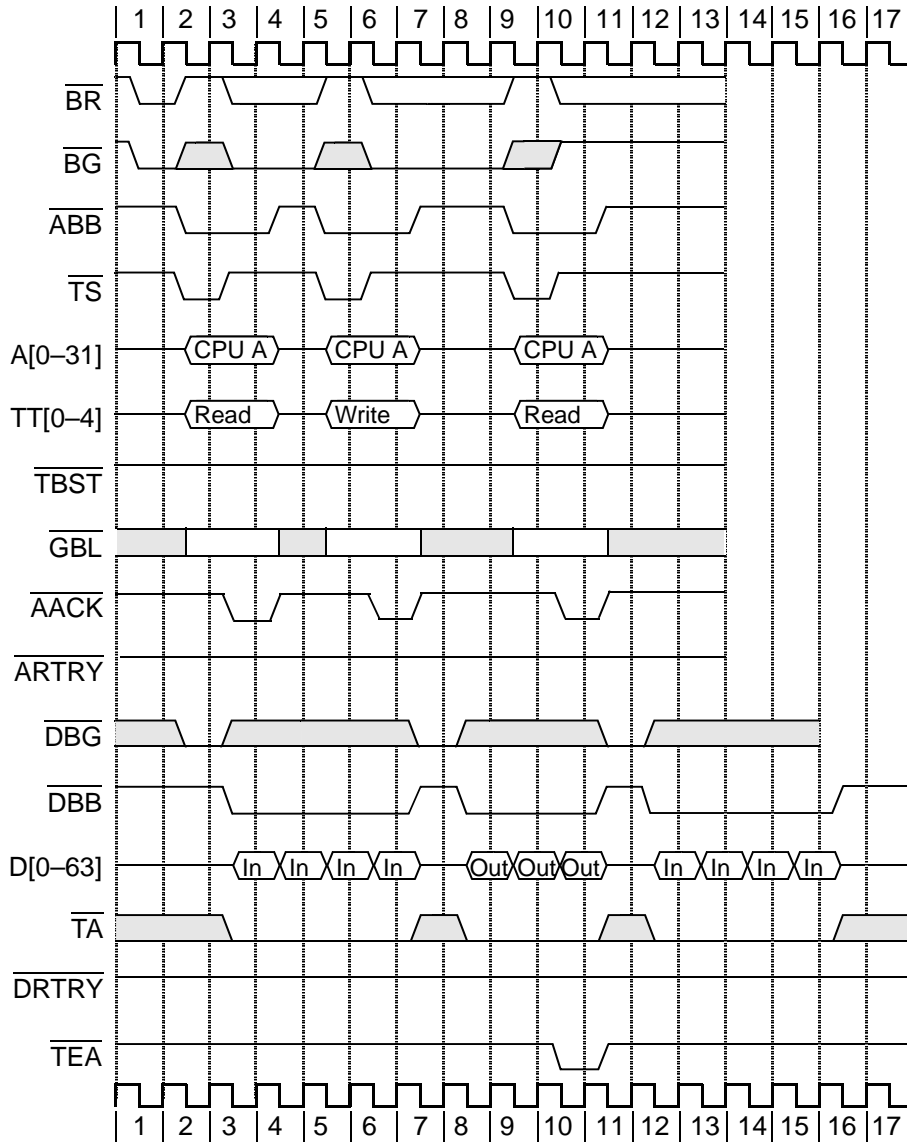 1 2 3 4 5 6 7 8 9 10 11 12 13 14 15 16 17
BR
BG
ABB
TS
A[0–31] CPU A CPU A CPU A
TT[0–4] Read Write Read
TBST
GBL
AACK
ARTRY
DBG
DBB
D[0–63] In In In In Out Out Out In In In In
TA
DRTRY
TEA
1 2 3 4 5 6 7 8 9 10 11 12 13 14 15 16 17